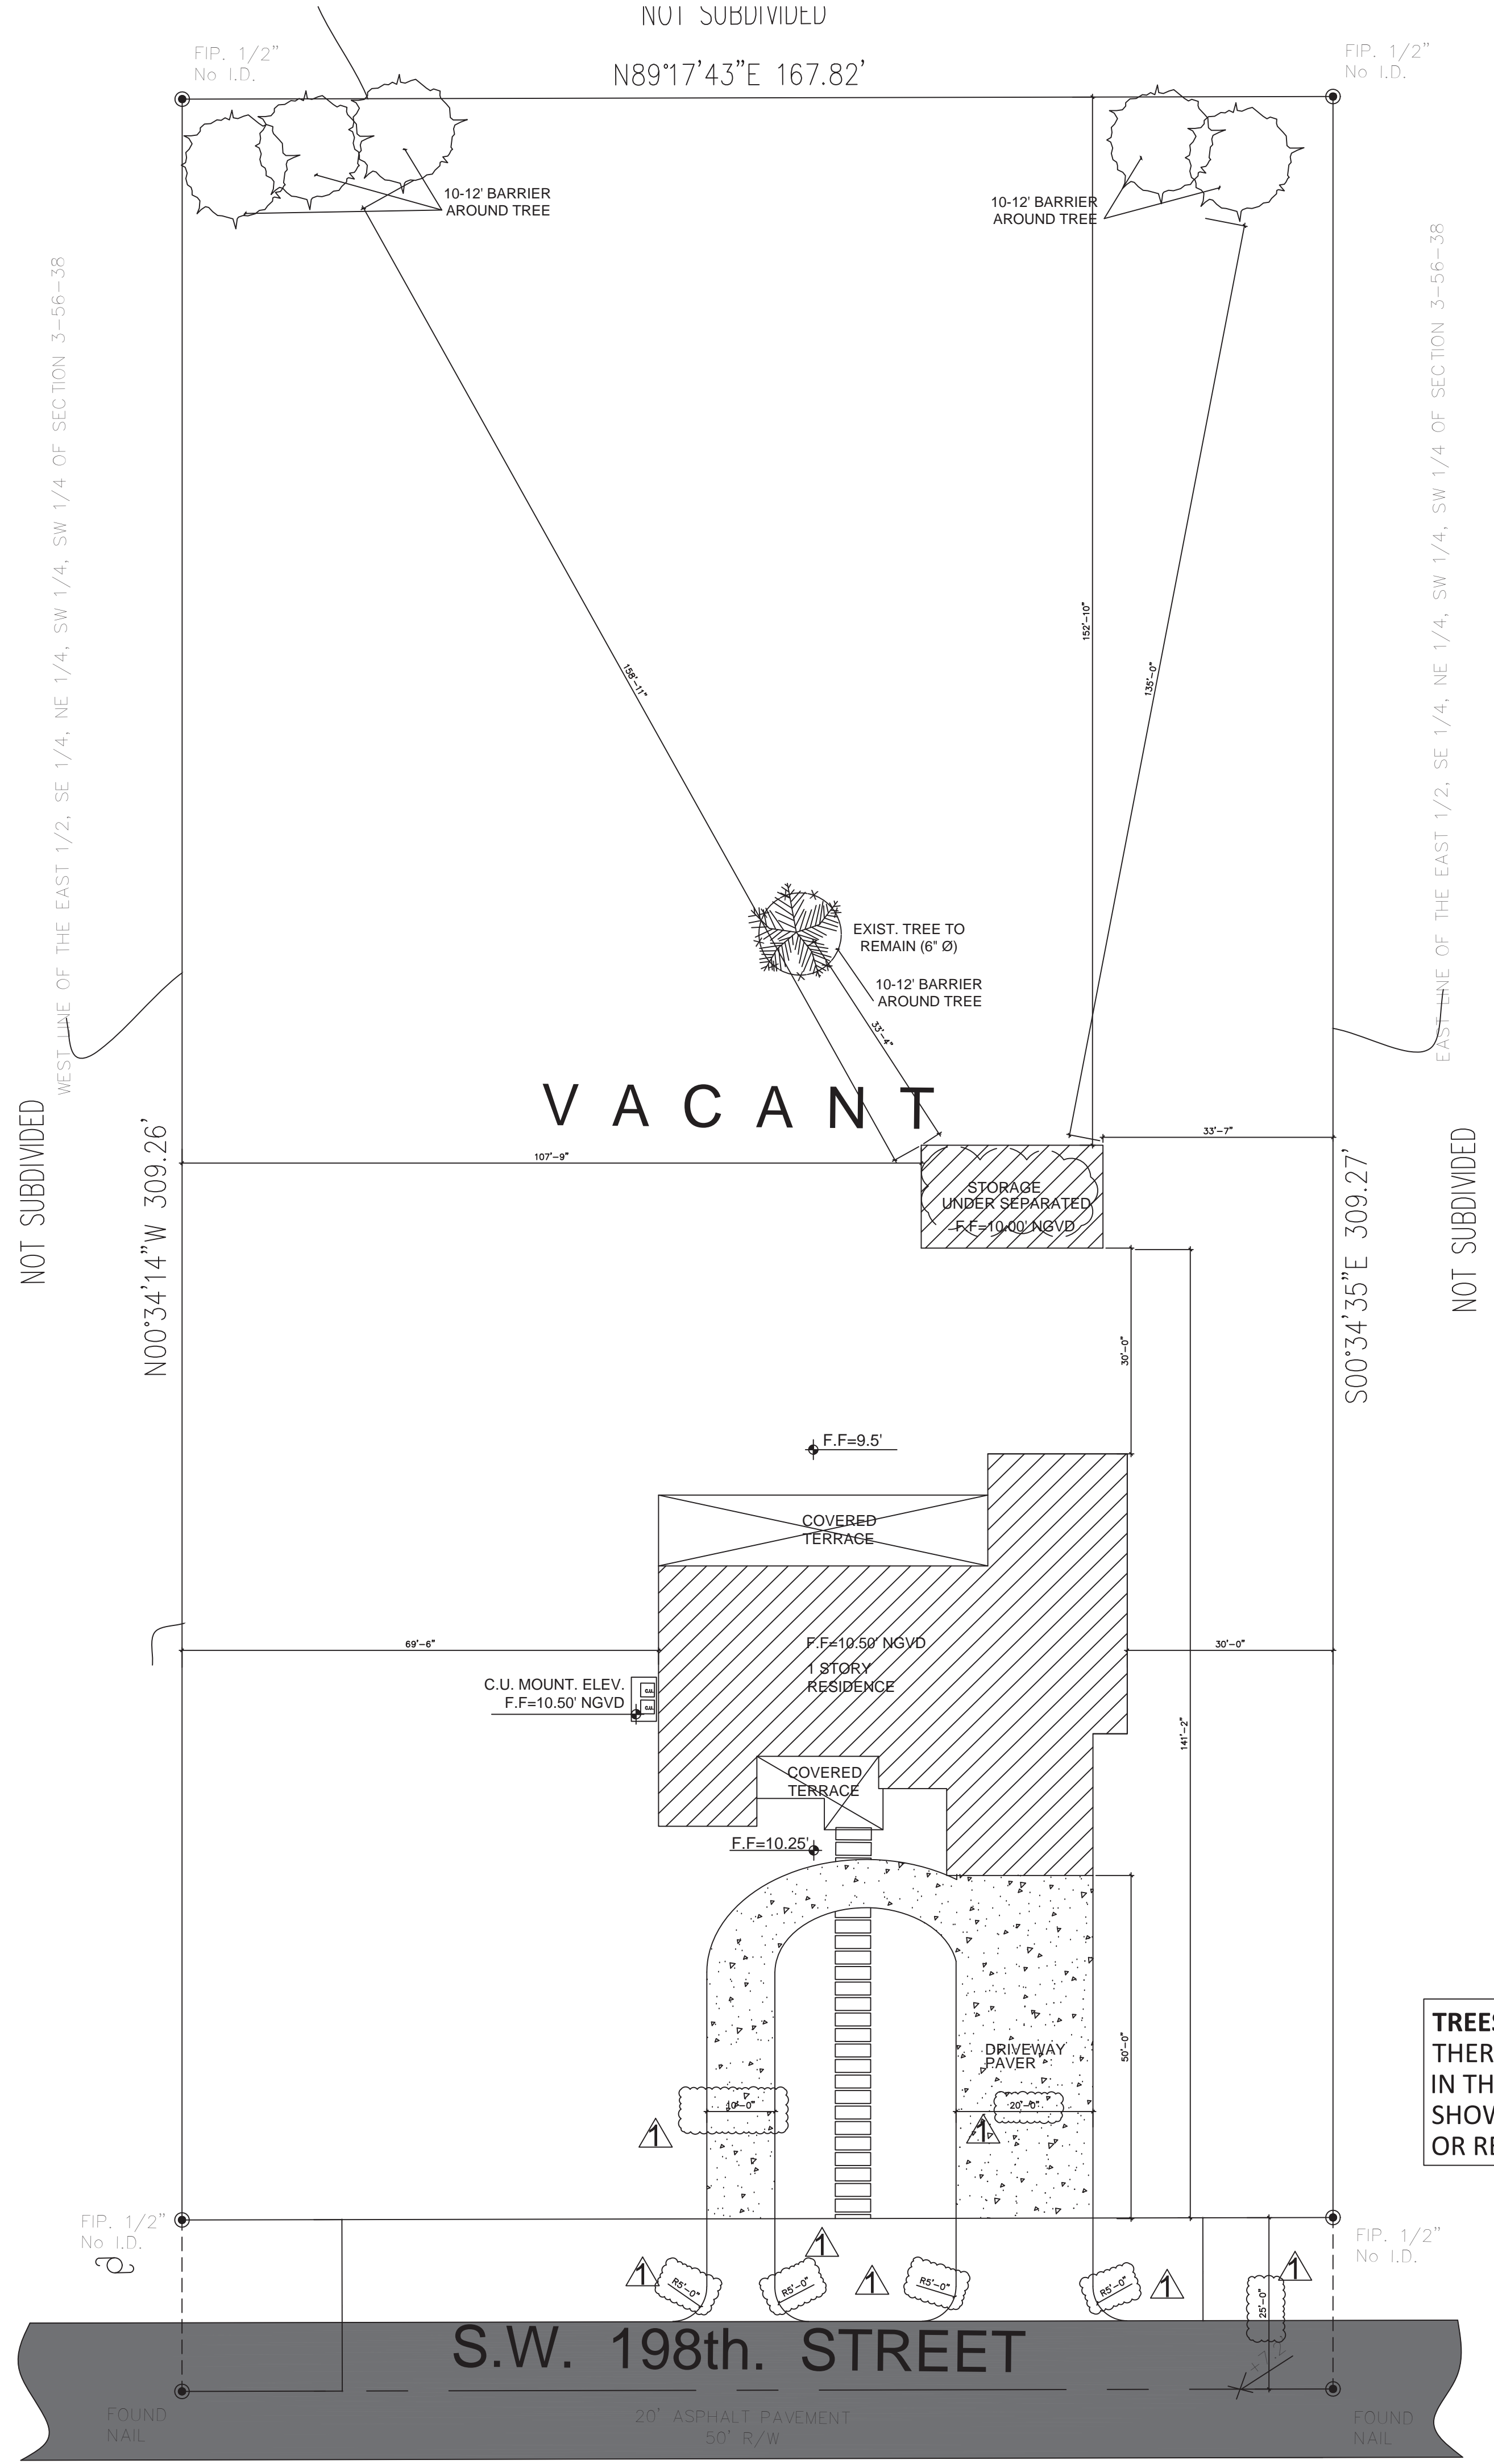 NOT SUBDIVIDED
FIP. 1/2"
No I.D.
N89°17'43"E 167.82'
FIP. 1/2"
No I.D.
10-12' BARRIER
AROUND TREE
10-12' BARRIER
AROUND TREE
WEST LINE OF THE EAST 1/2, SE 1/4, NE 1/4, SW 1/4, SW 1/4 OF SECTION 3-56-38
EAST LINE OF THE EAST 1/2, SE 1/4, NE 1/4, SW 1/4, SW 1/4 OF SECTION 3-56-38
152'-10"
158'-11"
135'-0"
EXIST. TREE TO
REMAIN (6" Ø)
10-12' BARRIER
AROUND TREE
33'-4"
VACANT
NOT SUBDIVIDED
N00°34'14"W 309.26'
107'-9"
33'-7"
S00°34'35"E 309.27'
NOT SUBDIVIDED
STORAGE
UNDER SEPARATED
F.F=10.00' NGVD
30'-0"
F.F=9.5'
COVERED
TERRACE
69'-6"
F.F=10.50' NGVD
1 STORY
RESIDENCE
30'-0"
C.U. MOUNT. ELEV.
F.F=10.50' NGVD
C.U.
C.U.
141'-2"
COVERED
TERRACE
F.F=10.25'
DRIVEWAY
PAVER
50'-0"
TREES
THER
IN TH
SHOW
OR RE
10'-0"
20'-0"
1
1
FIP. 1/2"
No I.D.
FIP. 1/2"
No I.D.
1
1
1
1
1
R5'-0"
R5'-0"
R5'-0"
R5'-0"
25'-0"
S.W. 198th. STREET
+7.2
FOUND
NAIL
20' ASPHALT PAVEMENT
50' R/W
FOUND
NAIL